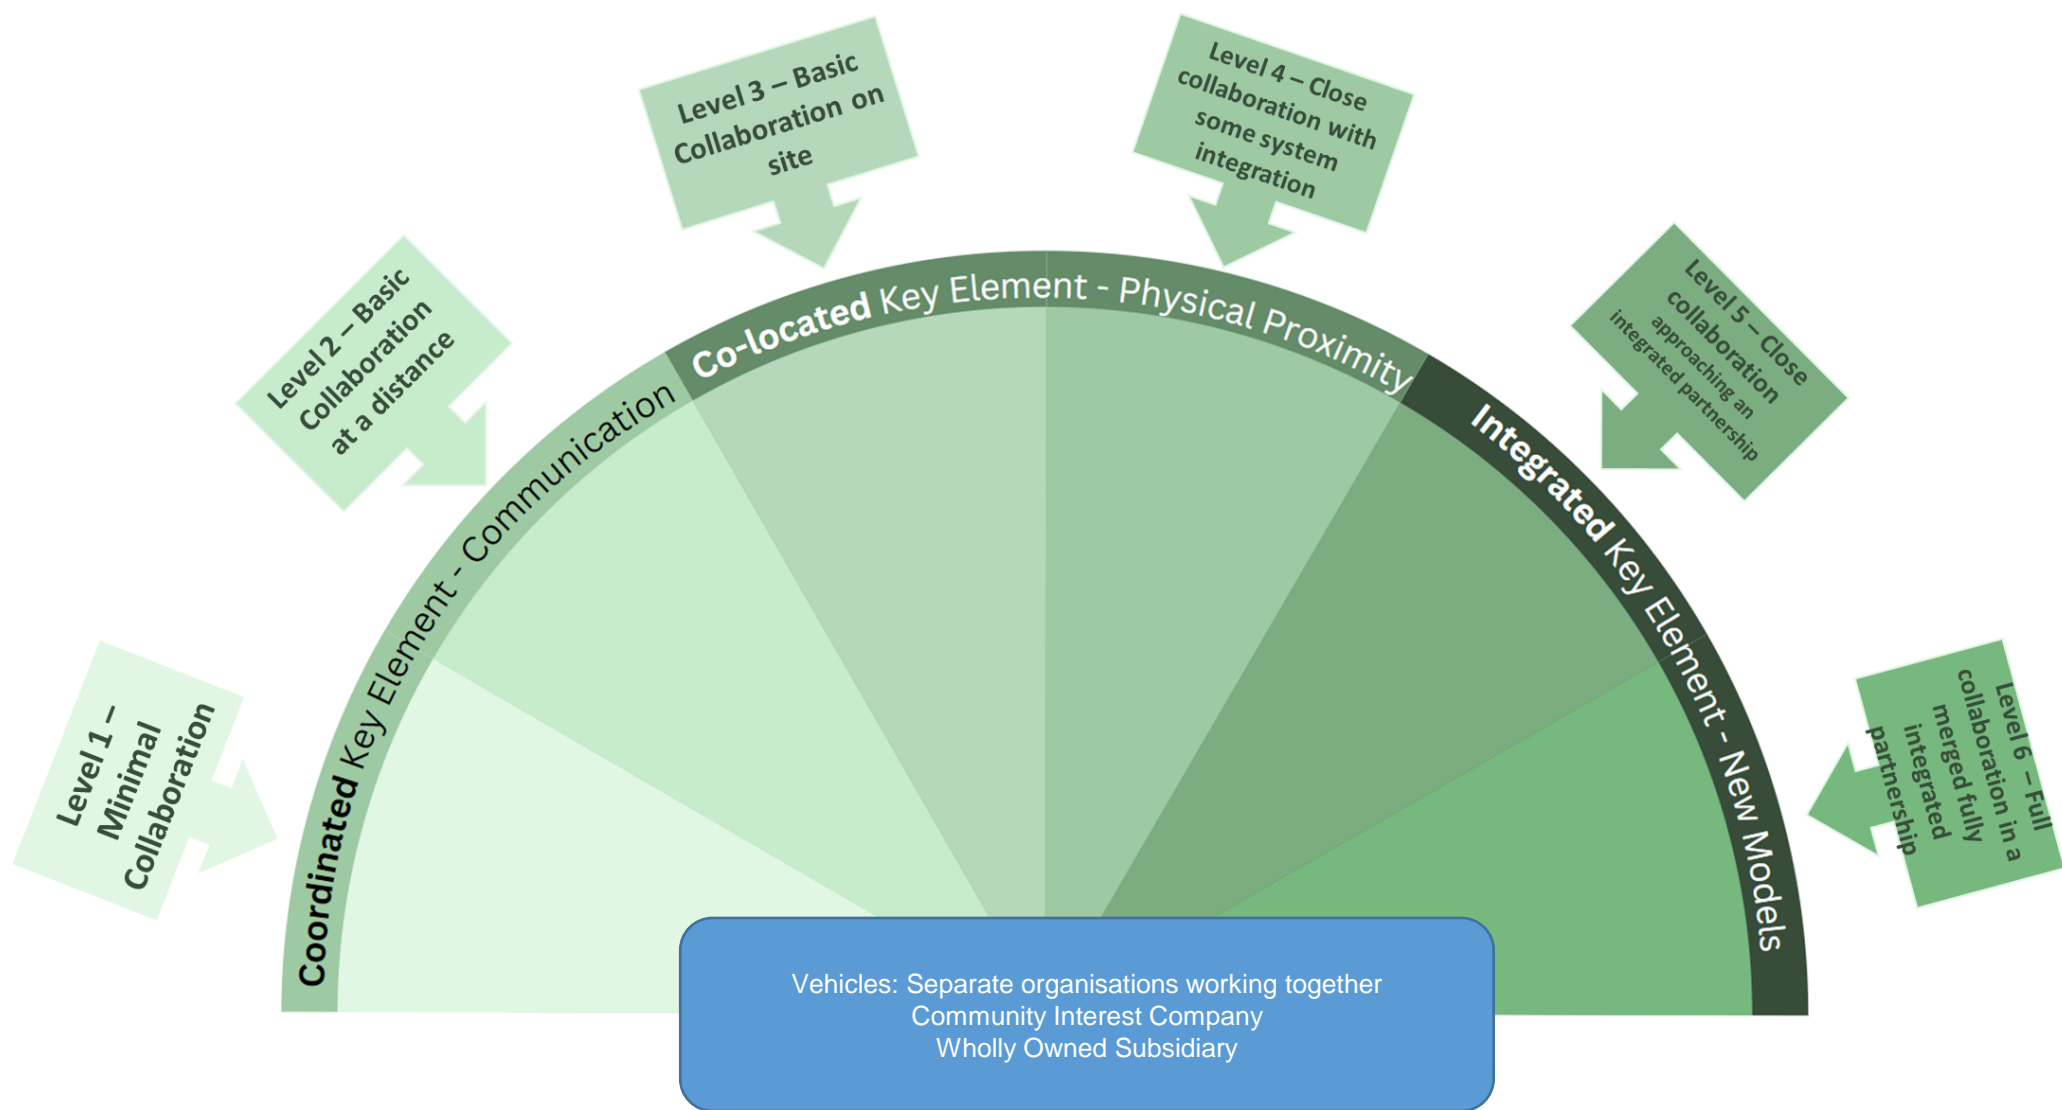 Level 1 –
Minimal
Collaboration
Level 2 – Basic
Collaboration
at a distance
Level 3 – Basic
Collaboration on
site
Level 4 – Close
collaboration with
some system
integration
Level 5 – Close
collaboration
approaching an
integrated partnership
Level 6 – Full
collaboration in a
merged fully
integrated
partnership
Coordinated Key Element - Communication
Co-located Key Element - Physical Proximity
Integrated Key Element - New Models
Vehicles: Separate organisations working together
Community Interest Company
Wholly Owned Subsidiary